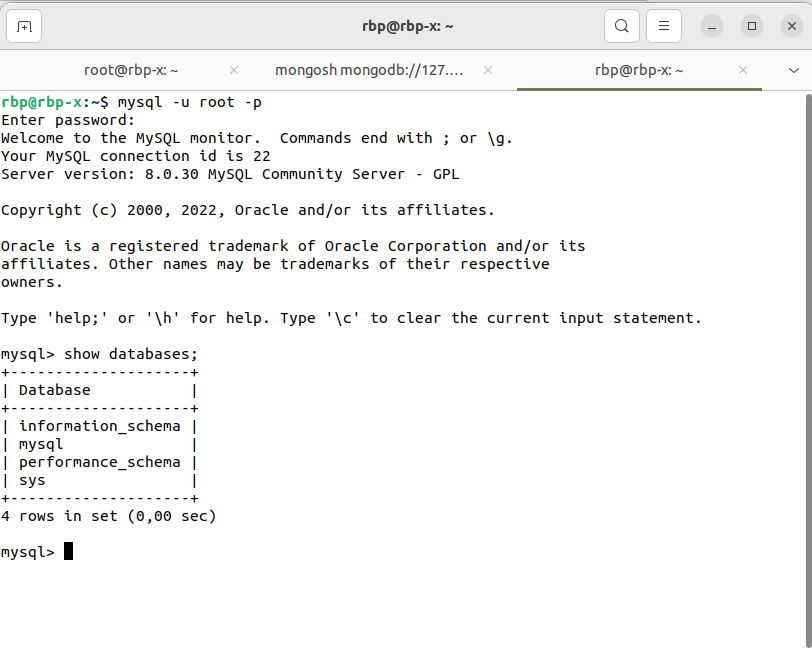 rbp@rbp-x: ~
root@rbp-x: ~
mongosh mongodb://127....
rbp@rbp-x: ~
rbp@rbp-x:~$ mysql -u root -p
Enter password:
Welcome to the MySQL monitor.  Commands end with ; or \g.
Your MySQL connection id is 22
Server version: 8.0.30 MySQL Community Server - GPL
Copyright (c) 2000, 2022, Oracle and/or its affiliates.
Oracle is a registered trademark of Oracle Corporation and/or its
affiliates. Other names may be trademarks of their respective
owners.
Type 'help;' or '\h' for help. Type '\c' to clear the current input statement.
mysql> show databases;
+--------------------+
| Database           |
+--------------------+
| information_schema |
| mysql              |
| performance_schema |
| sys                |
+--------------------+
4 rows in set (0,00 sec)
mysql>